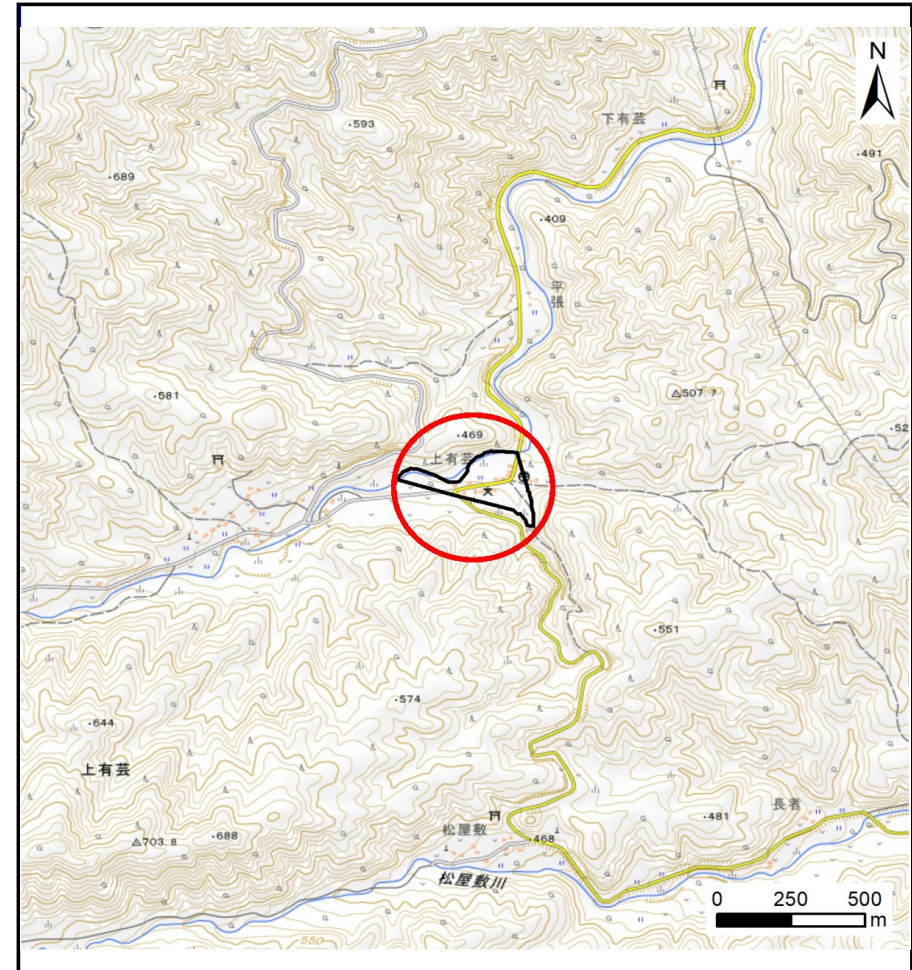 N
下有芸
・593
・491
・689
・409
平張
△507.7
・581
・469
上有芸
52
・551
・574
・644
上有芸
長者
・481
松屋敷
・468
△703.8
・688
松屋敷川
0 250 500
m
550